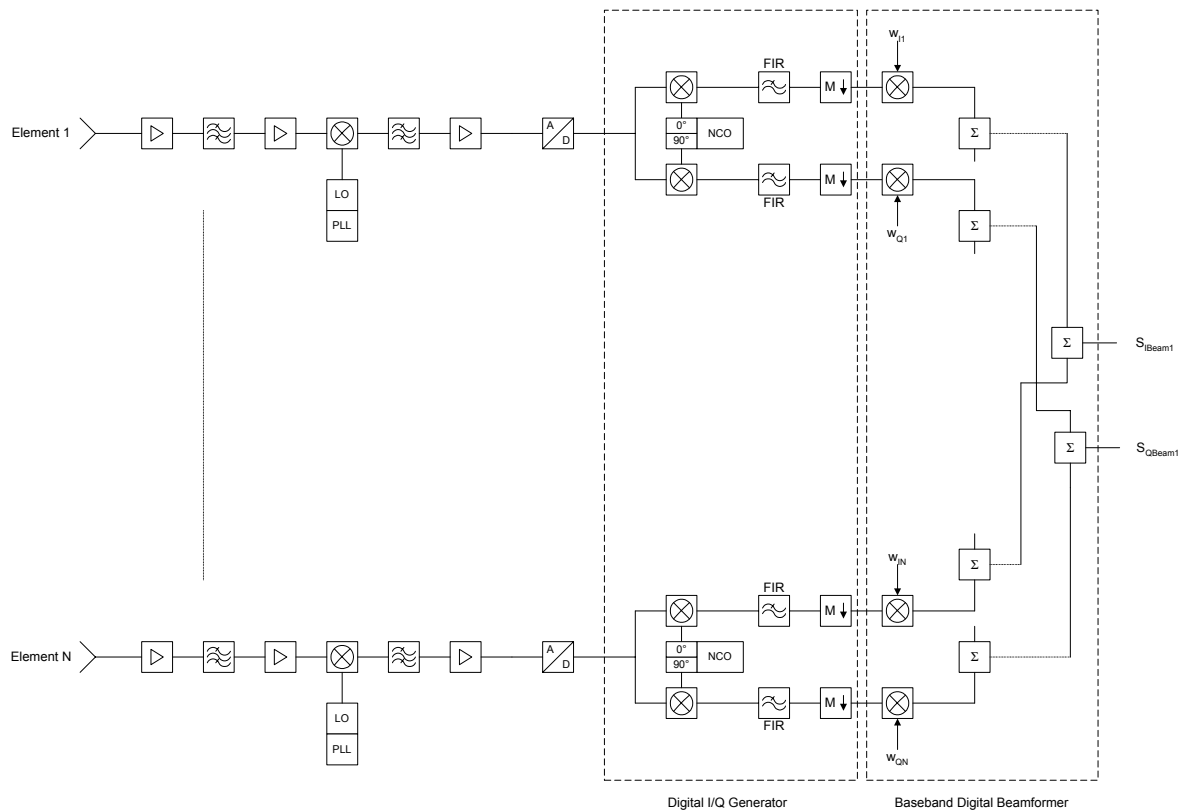 w_I1
FIR
M
Element 1
A
D
0°
90°
NCO
Σ
LO
PLL
M
FIR
w_Q1
Σ
Σ
S_IBeam1
Σ
S_QBeam1
w_IN
Σ
FIR
M
Element N
A
D
0°
90°
NCO
Σ
LO
PLL
M
FIR
w_QN
Digital I/Q Generator
Baseband Digital Beamformer